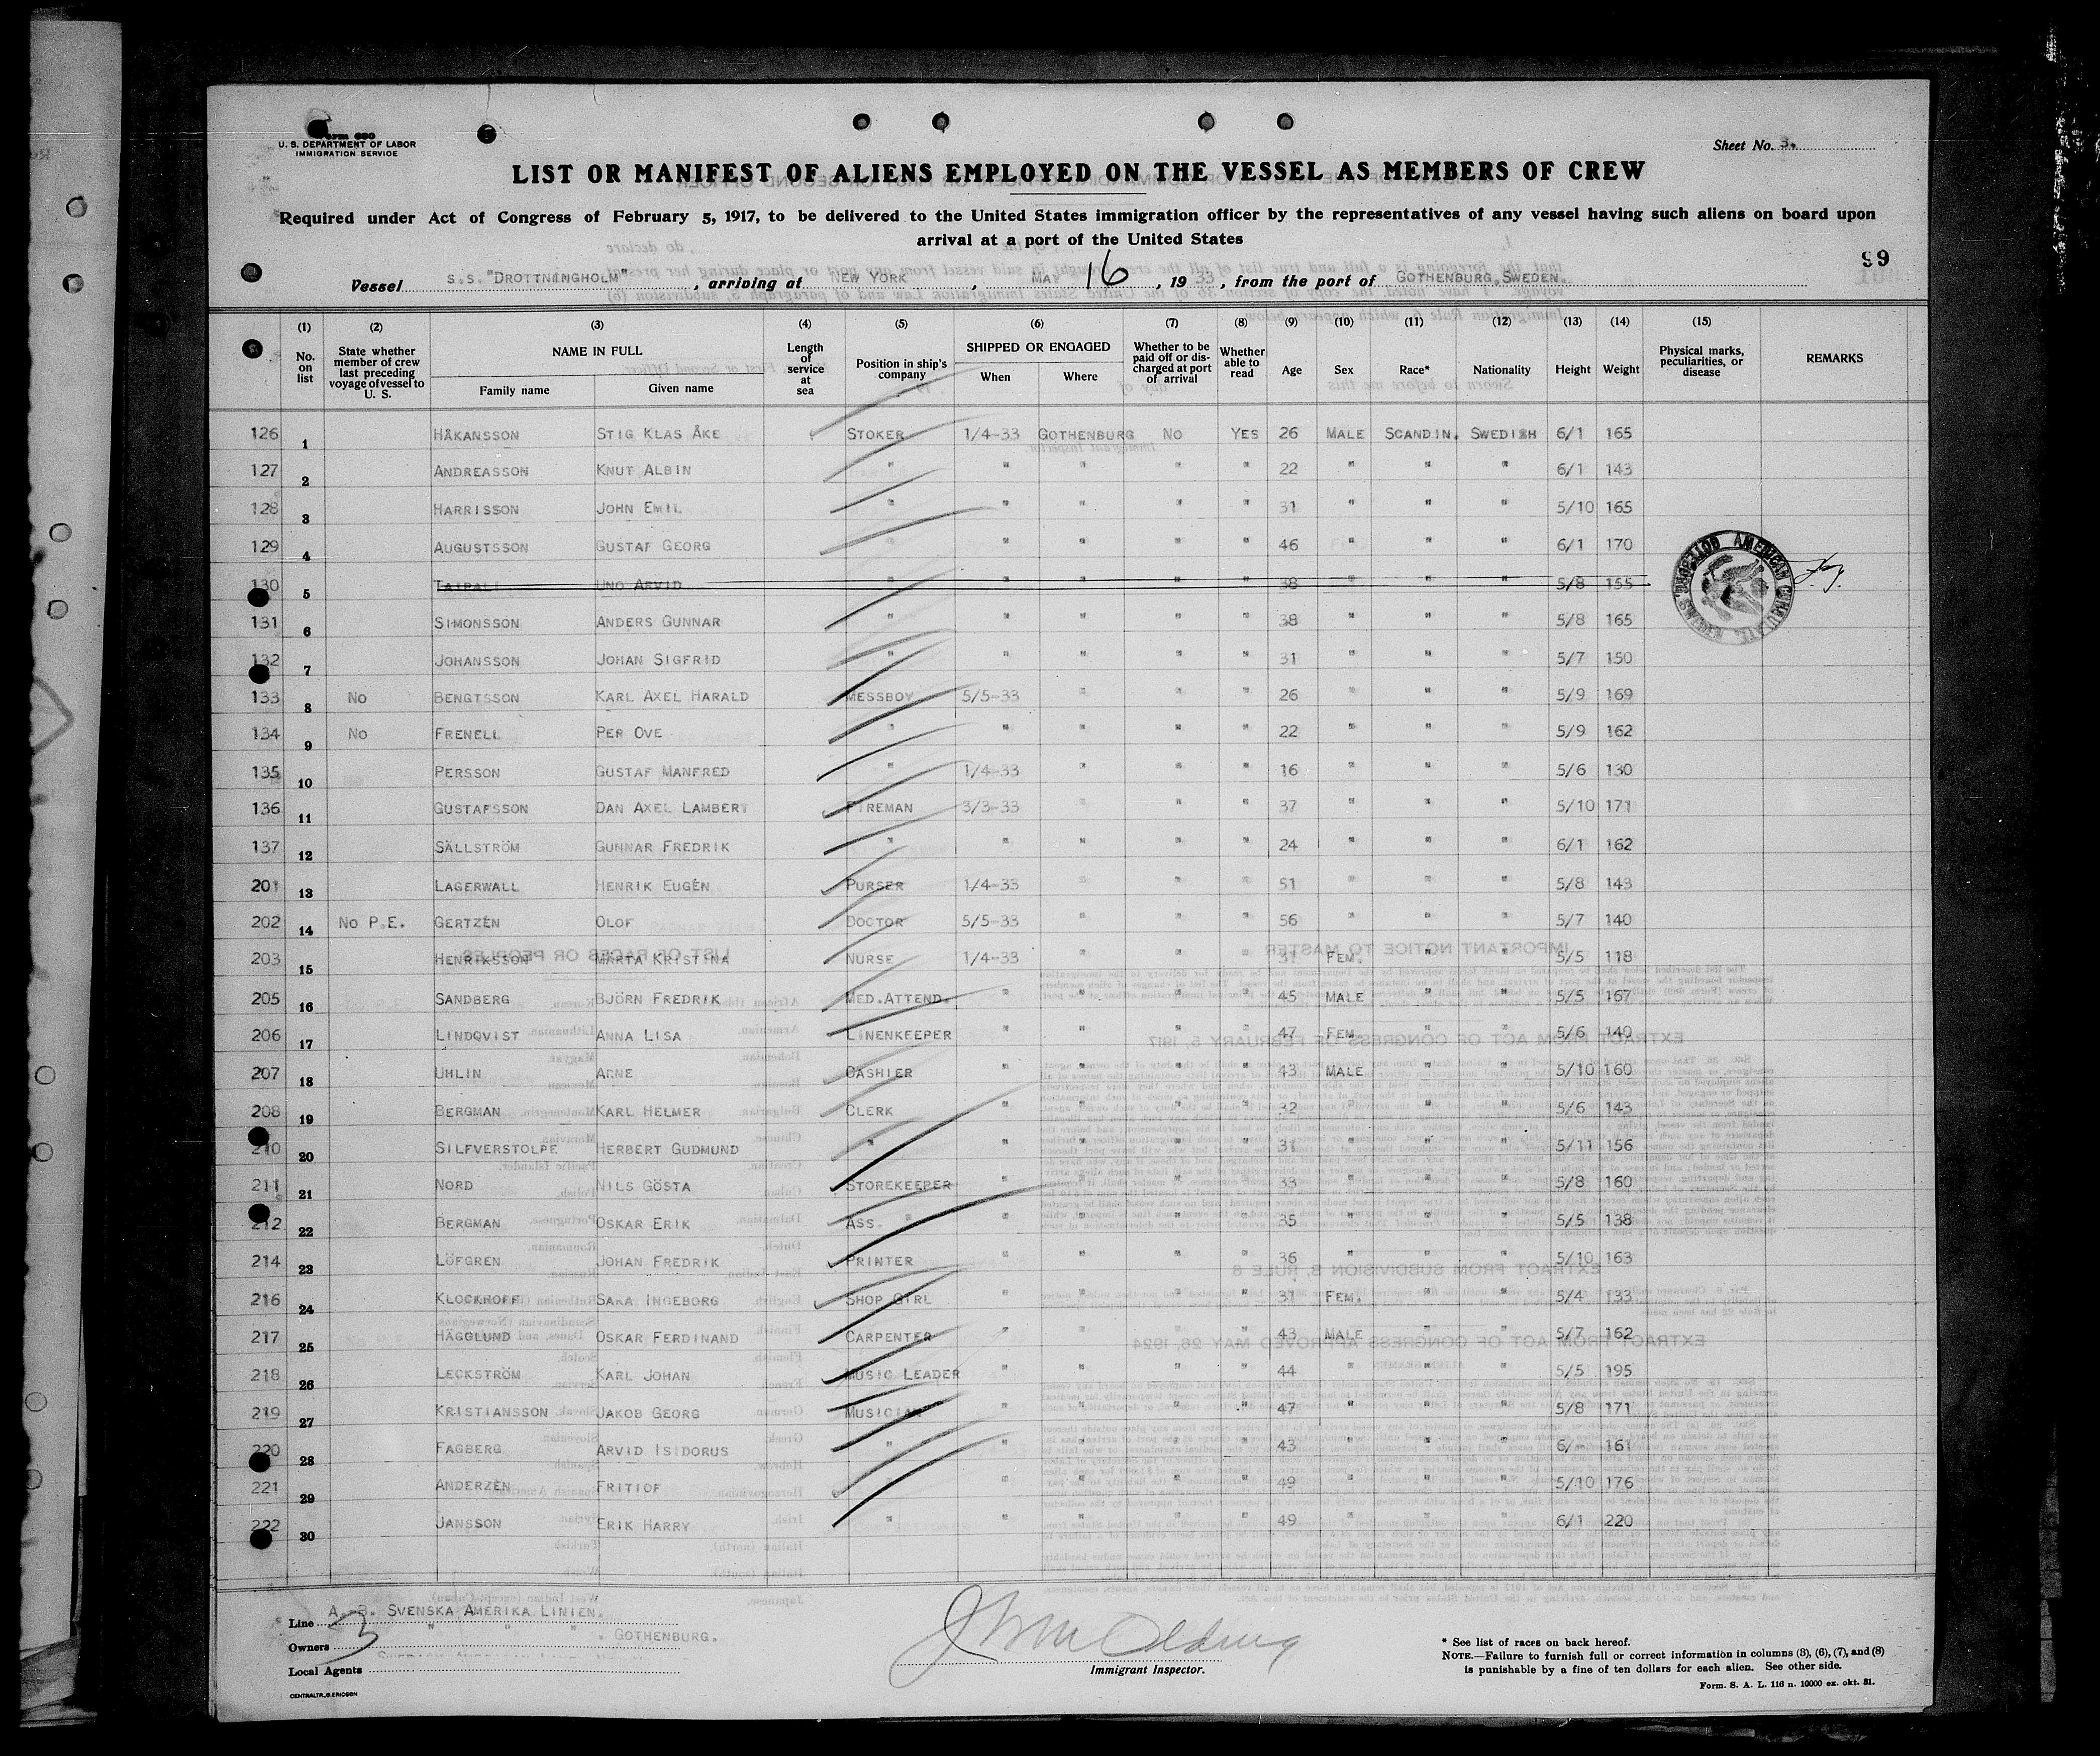 Form 680
U. S. DEPARTMENT OF LABOR
IMMIGRATION SERVICE
Sheet No. 3.
LIST OR MANIFEST OF ALIENS EMPLOYED ON THE VESSEL AS MEMBERS OF CREW
Required under Act of Congress of February 5, 1917, to be delivered to the United States immigration officer by the representatives of any vessel having such aliens on board upon
arrival at a port of the United States
99
Vessel S.S. "DROTTNINGHOLM", arriving at NEW YORK, MAY 16, 1933, from the port of GOTHENBURG, SWEDEN.
(1) (2) (3) (4) (5) (6) (7) (8) (9) (10) (11) (12) (13) (14) (15)
No. on list State whether member of crew last preceding voyage of vessel to U. S. NAME IN FULL Family name Given name Length of service at sea Position in ship's company SHIPPED OR ENGAGED When Where Whether to be paid off or discharged at port of arrival Whether able to read Age Sex Race* Nationality Height Weight Physical marks, peculiarities, or disease REMARKS
126 1 HÅKANSSON STIG KLAS ÅKE STOKER 1/4-33 GOTHENBURG NO YES 26 MALE SCANDIN. SWEDISH 6/1 165
127 2 ANDREASSON KNUT ALBIN " " " " " 22 " " " 6/1 143
128 3 HARRISSON JOHN EMIL " " " " " 31 " " " 5/10 165
129 4 AUGUSTSSON GUSTAF GEORG " " " " " 46 " " " 6/1 170
130 5 UNO ARVID " " " " " 38 " " " 5/8 155
131 6 SIMONSSON ANDERS GUNNAR " " " " " 38 " " " 5/8 165
132 7 JOHANSSON JOHAN SIGFRID " " " " " 31 " " " 5/7 150
133 8 NO BENGTSSON KARL AXEL HARALD MESSBOY 5/5-33 " " " 26 " " " 5/9 169
134 9 NO FRENELL PER OVE " " " " " 22 " " " 5/9 162
135 10 PERSSON GUSTAF MANFRED " 1/4-33 " " " 16 " " " 5/6 130
136 11 GUSTAFSSON DAN AXEL LAMBERT FIREMAN 3/3-33 " " " 37 " " " 5/10 171
137 12 SÄLLSTRÖM GUNNAR FREDRIK " " " " " 24 " " " 6/1 162
201 13 LAGERWALL HENRIK EUGÉN PURSER 1/4-33 " " " 51 " " " 5/8 143
202 14 NO P.E. GERTZÉN OLOF DOCTOR 5/5-33 " " " 56 " " " 5/7 140
203 15 HENRIKSSON MÄRTA KRISTINA NURSE 1/4-33 " " " 31 FEM. " " 5/5 118
205 16 SANDBERG BJÖRN FREDRIK MED.ATTEND. " " " " 45 MALE " " 5/5 167
206 17 LINDQVIST ANNA LISA LINENKEEPER " " " " 47 FEM. " " 5/6 140
207 18 UHLIN ARNE CASHIER " " " " 43 MALE " " 5/10 160
208 19 BERGMAN KARL HELMER CLERK " " " " 32 " " " 5/6 143
210 20 SILFVERSTOLPE HERBERT GUDMUND " " " " " 31 " " " 5/11 156
211 21 NORD NILS GÖSTA STOREKEEPER " " " " 33 " " " 5/8 160
212 22 BERGMAN OSKAR ERIK ASS. " " " " " 35 " " " 5/5 138
214 23 LÖFGREN JOHAN FREDRIK PRINTER " " " " 36 " " " 5/10 163
216 24 KLOCKHOFF SARA INGEBORG SHOP GIRL " " " " 31 FEM. " " 5/4 133
217 25 HÄGGLUND OSKAR FERDINAND CARPENTER " " " " 43 MALE " " 5/7 162
218 26 LECKSTRÖM KARL JOHAN MUSIC LEADER " " " " 44 " " " 5/5 195
219 27 KRISTIANSSON JAKOB GEORG MUSICIAN " " " " 47 " " " 5/8 171
220 28 FAGBERG ARVID ISIDORUS " " " " " 43 " " " 6/- 161
221 29 ANDERZÉN FRITIOF " " " " 49 " " " 5/10 176
222 30 JANSSON ERIK HARRY " " " " " 49 " " " 6/1 220
AMERICAN CONSULATE
Line A. B. SVENSKA AMERIKA LINIEN.
Owners " " " . GOTHENBURG.
3
Local Agents
Immigrant Inspector.
* See list of races on back hereof.
NOTE.—Failure to furnish full or correct information in columns (3), (6), (7), and (8)
is punishable by a fine of ten dollars for each alien. See other side.
Form. S. A. L. 116 n. 10000 ex. okt. 31.
CENTRALTR., G. ERICSON